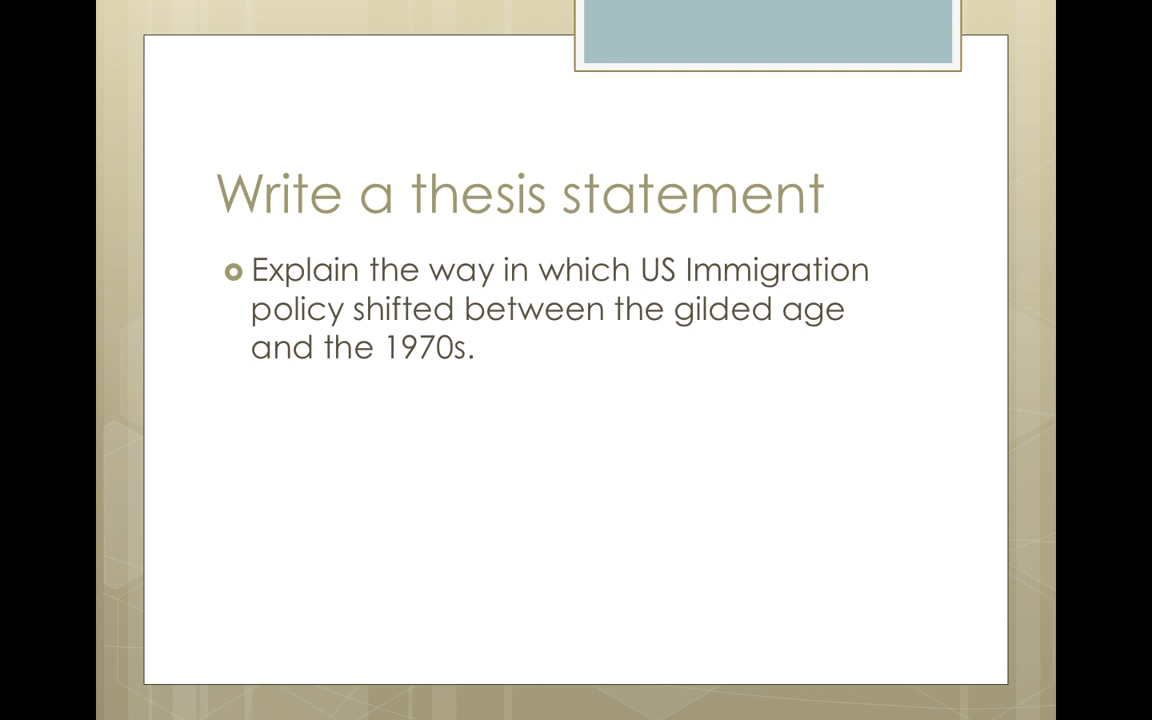 Write a thesis statement
Explain the way in which US Immigration
policy shifted between the gilded age
and the 1970s.